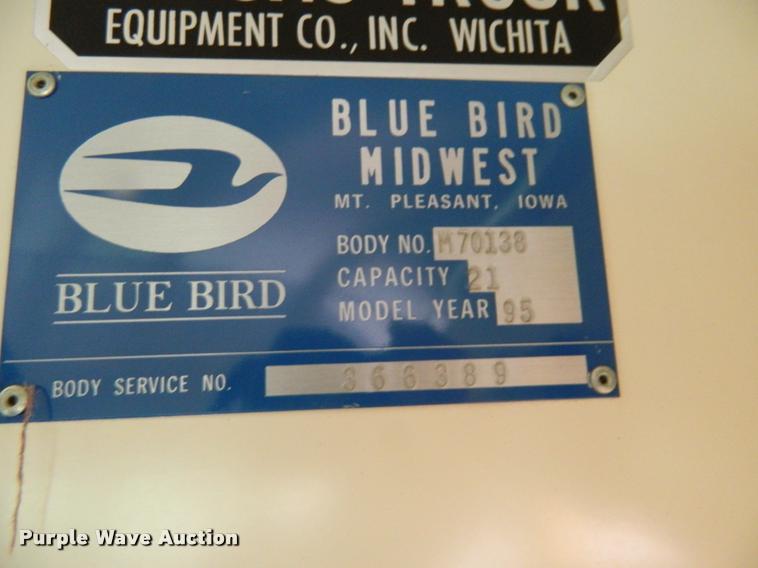 EQUIPMENT CO., INC. WICHITA
BLUE BIRD
MIDWEST
MT. PLEASANT, IOWA
BODY NO. M70138
CAPACITY 21
MODEL YEAR 95
BLUE BIRD
BODY SERVICE NO. 366389
Purple Wave Auction